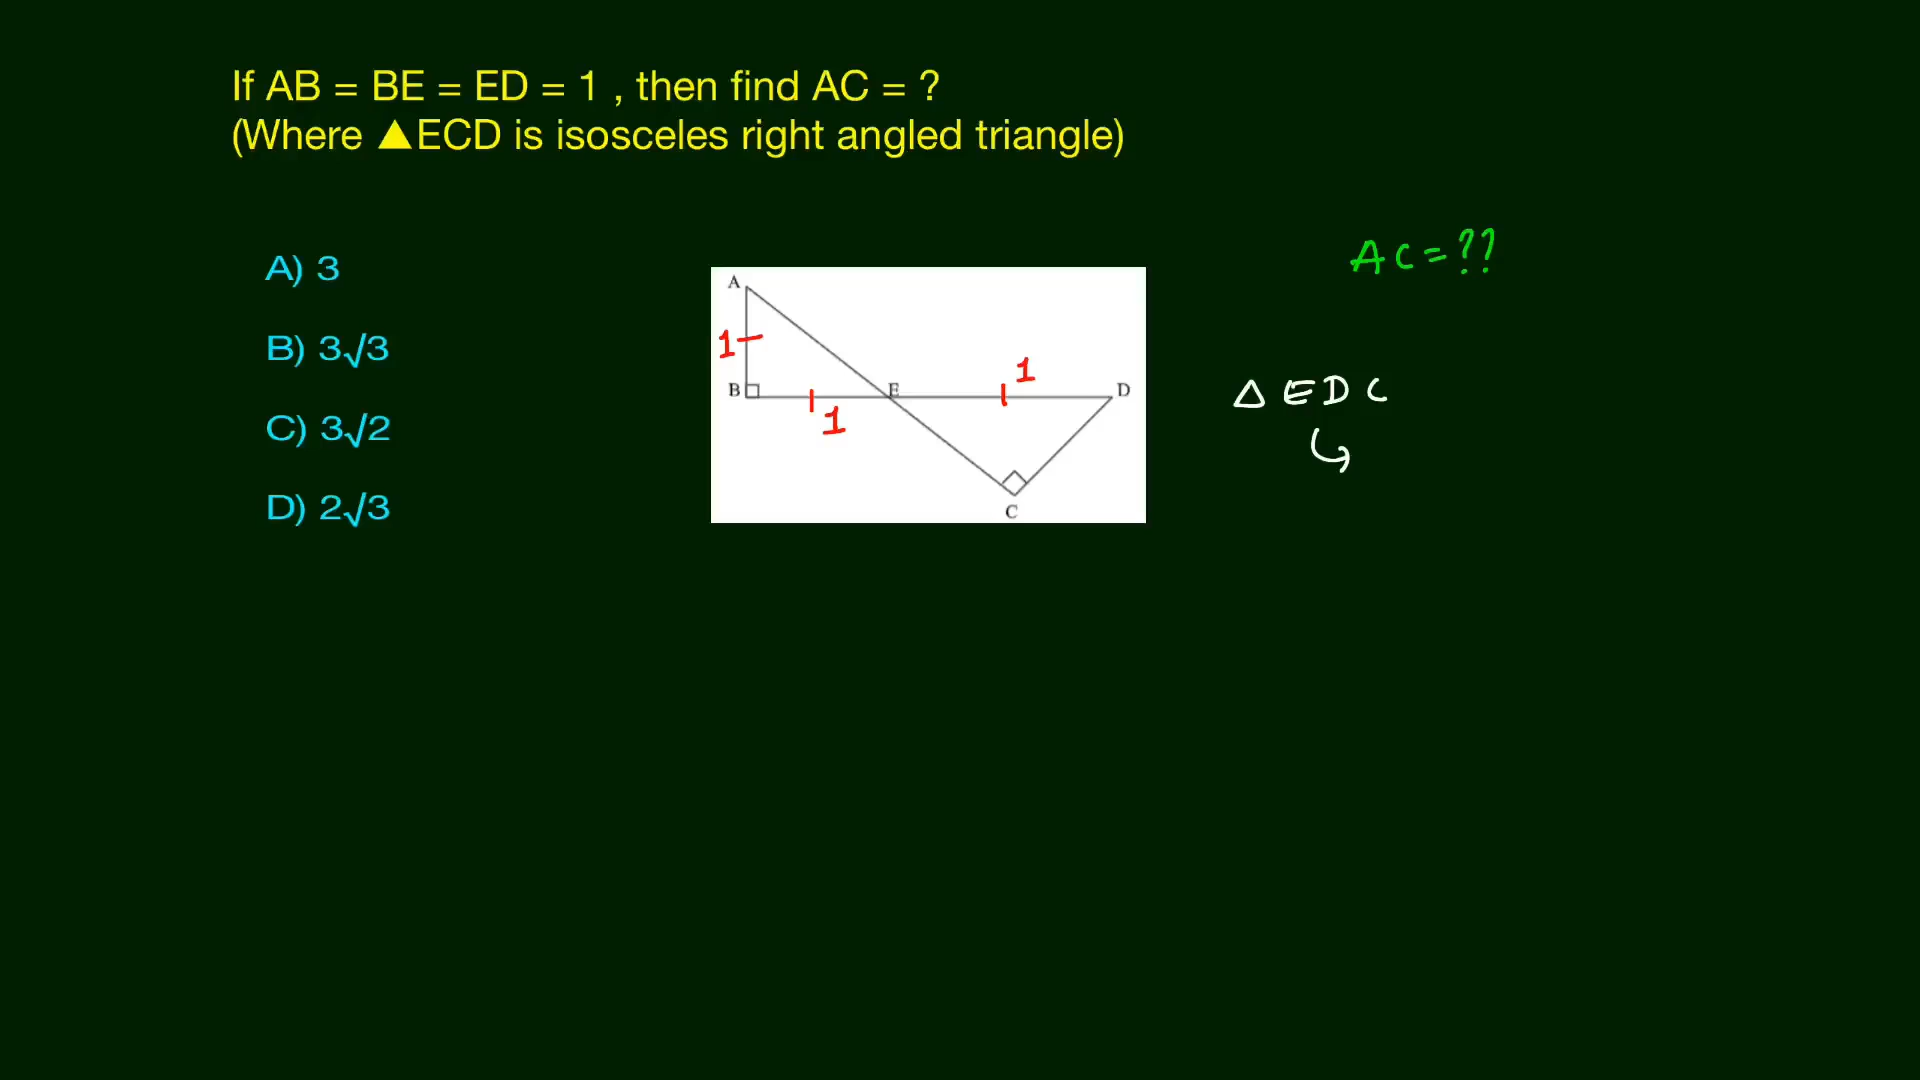 If AB = BE = ED = 1 , then find AC = ?
(Where ▲ECD is isosceles right angled triangle)
A) 3
B) 3√3
C) 3√2
D) 2√3
A
B
E
D
C
1
1
1
AC=??
△ EDC